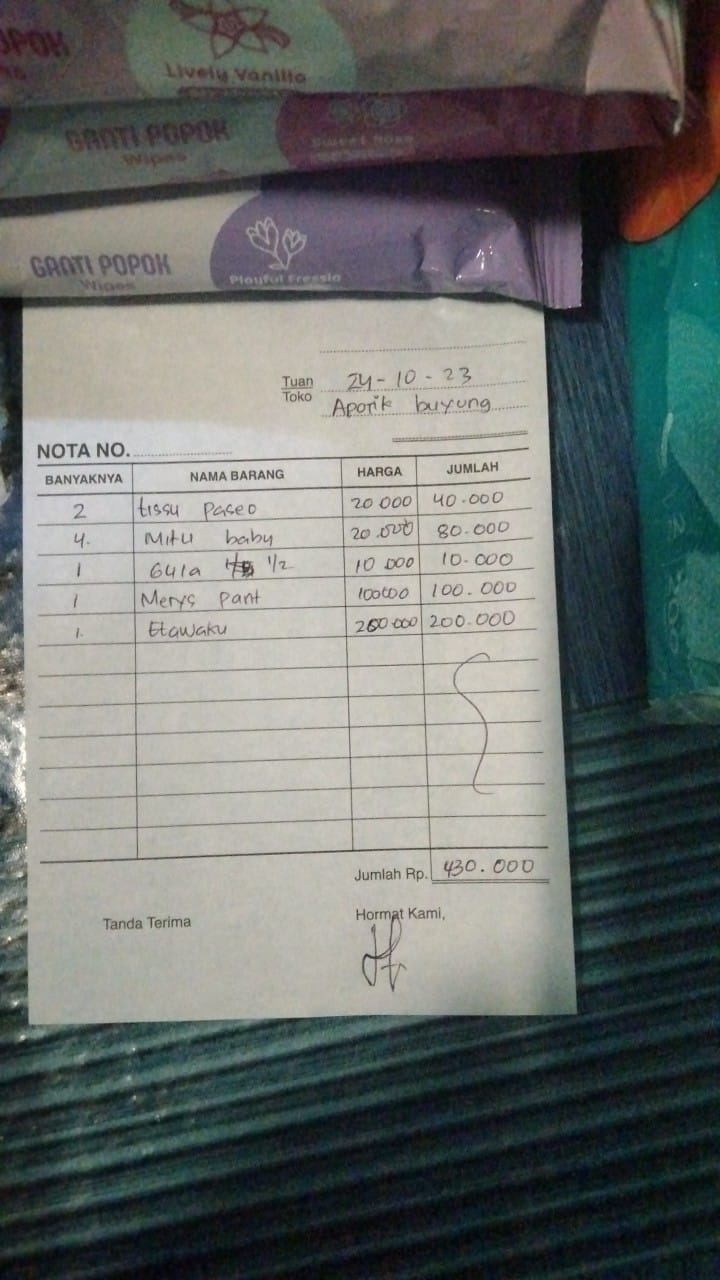 POPOK
Lively Vanilla
GANTI POPOK
Wipes
Sweet Rose
GANTI POPOK
Wipes
Playful Fressia
Tuan
Toko
24-10-23
Apotik buyung
NOTA NO.
BANYAKNYA NAMA BARANG HARGA JUMLAH
2 tissu paseo 20 000 40.000
4. Mitu baby 20.000 80.000
1 Gula 1/2 10 000 10.000
1 Merys pant 100000 100.000
1. Etawaku 200.000 200.000
Jumlah Rp. 430.000
Tanda Terima Hormat Kami,